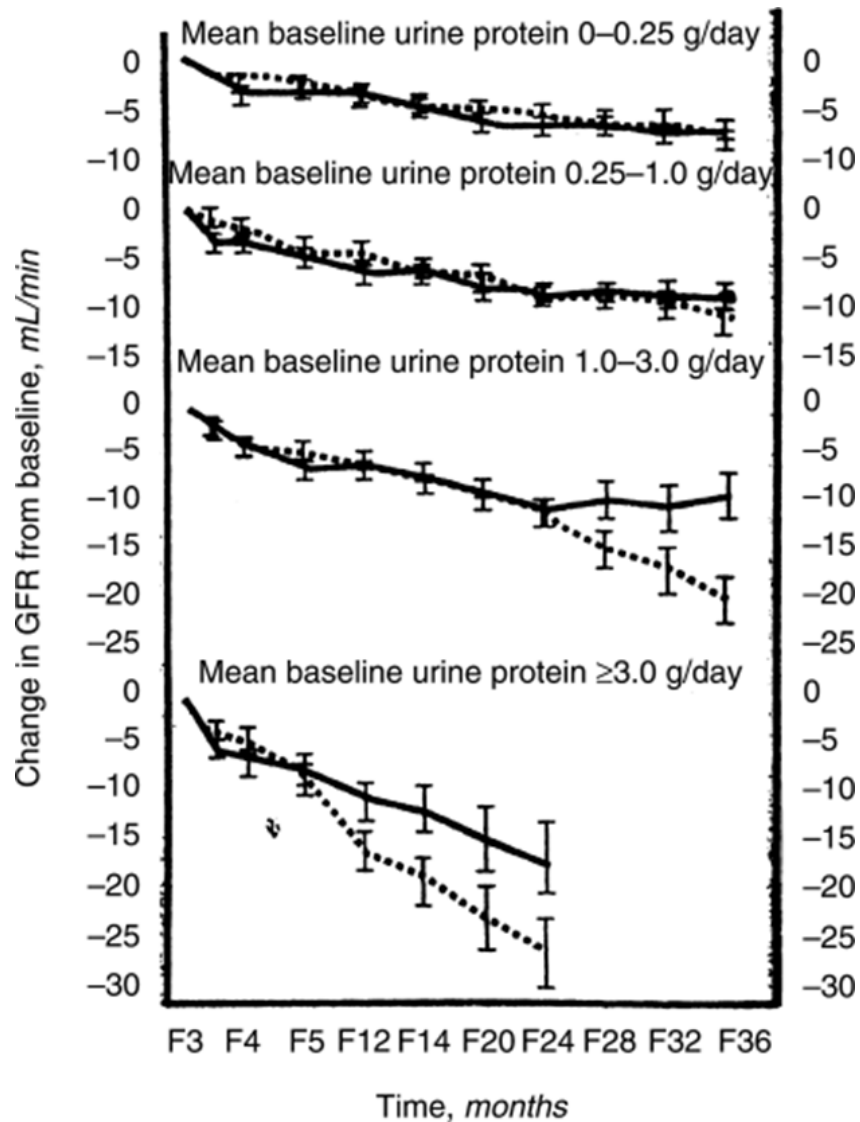 Mean baseline urine protein 0–0.25 g/day
0 0
–5 –5
–10 –10
Mean baseline urine protein 0.25–1.0 g/day
0 0
–5 –5
–10 –10
–15 –15
Mean baseline urine protein 1.0–3.0 g/day
0 0
–5 –5
–10 –10
–15 –15
–20 –20
–25 –25
Mean baseline urine protein ≥3.0 g/day
0 0
–5 –5
–10 –10
–15 –15
–20 –20
–25 –25
–30 –30
Change in GFR from baseline, mL/min
F3 F4 F5 F12 F14 F20 F24 F28 F32 F36
Time, months